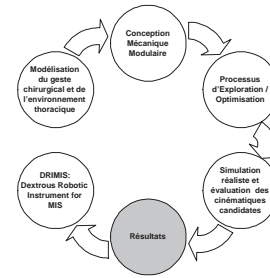 Conception
Mécanique
Modulaire
Processus
d'Exploration /
Optimisation
Simulation
réaliste et
évaluation des
cinématiques
candidates
Résultats
DRIMIS:
Dextrous Robotic
Instrument for
MIS
Modélisation
du geste
chirurgical et de
l'environnement
thoracique